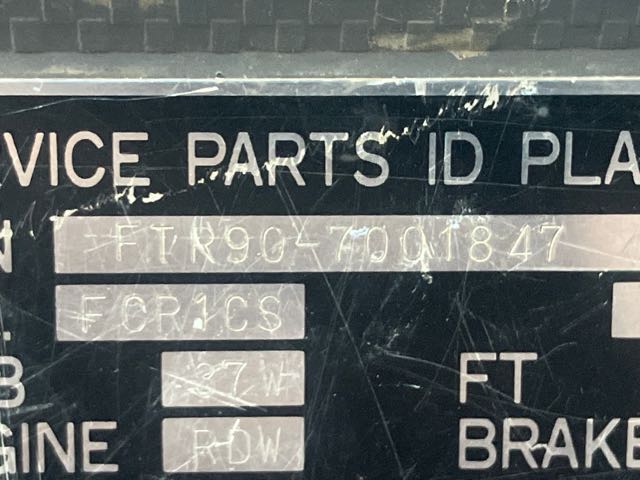 VICE PARTS ID PLA
N FTR90-7001847
. FCR1CS
B 37W FT
GINE RDW BRAKE